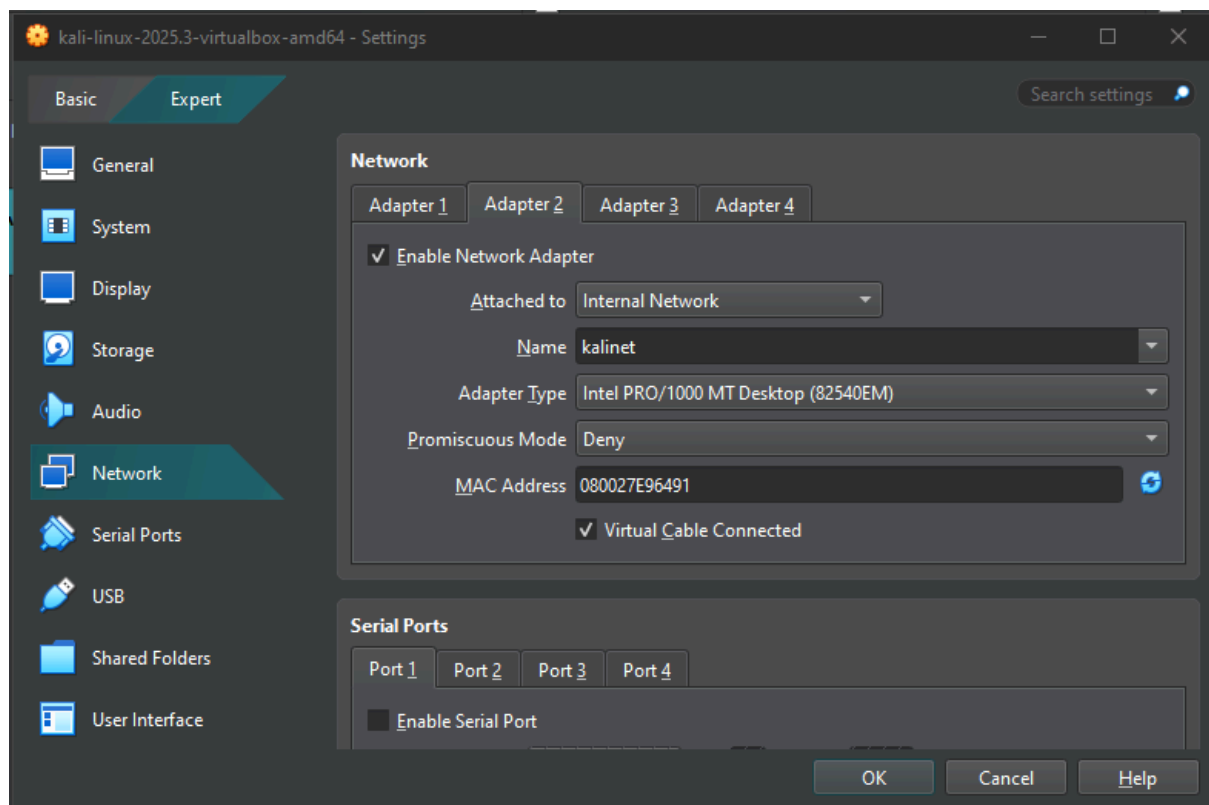 kali-linux-2025.3-virtualbox-amd64 - Settings
Basic
Expert
Search settings
General
System
Display
Storage
Audio
Network
Serial Ports
USB
Shared Folders
User Interface
Network
Adapter 1
Adapter 2
Adapter 3
Adapter 4
Enable Network Adapter
Attached to Internal Network
Name kalinet
Adapter Type Intel PRO/1000 MT Desktop (82540EM)
Promiscuous Mode Deny
MAC Address 080027E96491
Virtual Cable Connected
Serial Ports
Port 1
Port 2
Port 3
Port 4
Enable Serial Port
OK
Cancel
Help